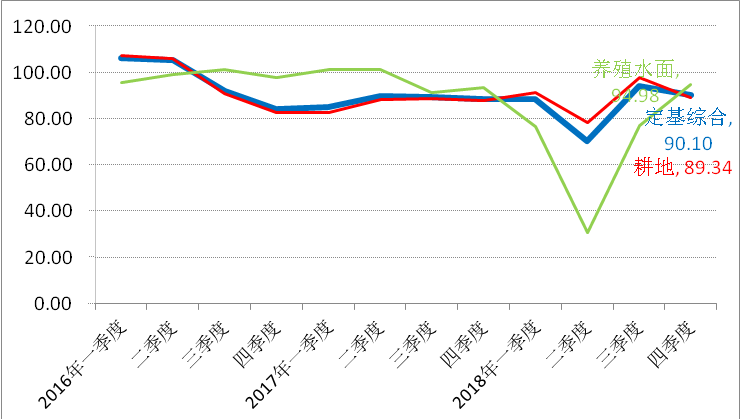 120.00
100.00
80.00
60.00
40.00
20.00
0.00
养殖水面,
94.98
定基综合,
90.10
耕地, 89.34
2016年一季度
二季度
三季度
四季度
2017年一季度
二季度
三季度
四季度
2018年一季度
二季度
三季度
四季度